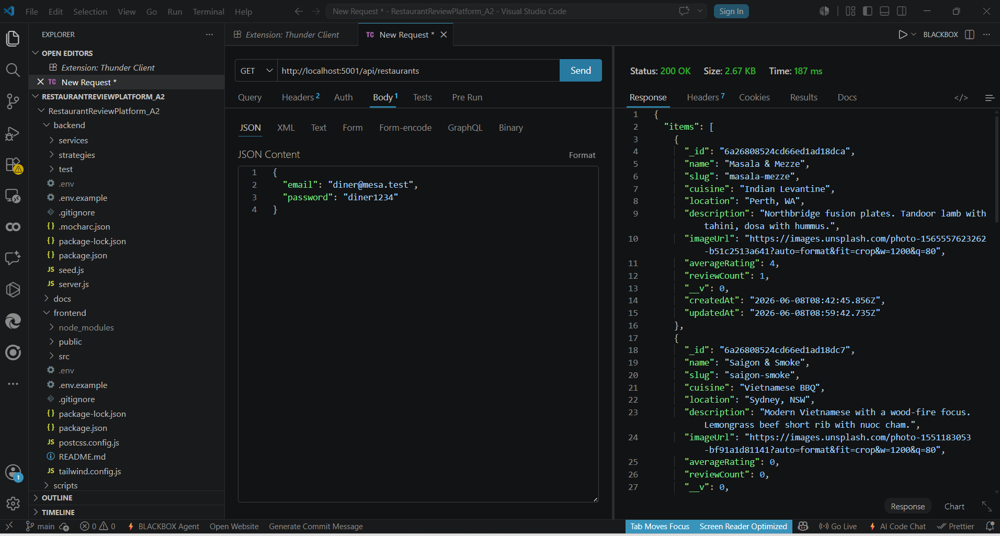 File Edit Selection View Go Run Terminal Help
New Request * - RestaurantReviewPlatform_A2 - Visual Studio Code
Sign In
EXPLORER
OPEN EDITORS
Extension: Thunder Client
TC New Request *
RESTAURANTREVIEWPLATFORM_A2
RestaurantReviewPlatform_A2
backend
services
strategies
test
.env
.env.example
.gitignore
{} .mocharc.json
{} package-lock.json
{} package.json
JS seed.js
JS server.js
docs
frontend
node_modules
public
src
.env
.env.example
.gitignore
{} package-lock.json
{} package.json
JS postcss.config.js
README.md
JS tailwind.config.js
scripts
OUTLINE
TIMELINE
1
Extension: Thunder Client
TC New Request *
BLACKBOX
GET http://localhost:5001/api/restaurants Send
Query Headers 2 Auth Body 1 Tests Pre Run
JSON XML Text Form Form-encode GraphQL Binary
JSON Content Format
1 {
2 "email": "diner@mesa.test",
3 "password": "diner1234"
4 }
Status: 200 OK Size: 2.67 KB Time: 187 ms
Response Headers 7 Cookies Results Docs </>
1 {
2 "items": [
3 {
4 "_id": "6a26808524cd66ed1ad18dca",
5 "name": "Masala & Mezze",
6 "slug": "masala-mezze",
7 "cuisine": "Indian Levantine",
8 "location": "Perth, WA",
9 "description": "Northbridge fusion plates. Tandoor lamb with
tahini, dosa with hummus.",
10 "imageUrl": "https://images.unsplash.com/photo-1565557623262
-b51c2513a641?auto=format&fit=crop&w=1200&q=80",
11 "averageRating": 4,
12 "reviewCount": 1,
13 "__v": 0,
14 "createdAt": "2026-06-08T08:42:45.856Z",
15 "updatedAt": "2026-06-08T08:59:42.735Z"
16 },
17 {
18 "_id": "6a26808524cd66ed1ad18dc7",
19 "name": "Saigon & Smoke",
20 "slug": "saigon-smoke",
21 "cuisine": "Vietnamese BBQ",
22 "location": "Sydney, NSW",
23 "description": "Modern Vietnamese with a wood-fire focus.
Lemongrass beef short rib with nuoc cham.",
24 "imageUrl": "https://images.unsplash.com/photo-1551183053
-bf91a1d81141?auto=format&fit=crop&w=1200&q=80",
25 "averageRating": 0,
26 "reviewCount": 0,
27 "__v": 0,
Response Chart
main 0 0 BLACKBOX Agent Open Website Generate Commit Message Tab Moves Focus Screen Reader Optimized Go Live AI Code Chat Prettier